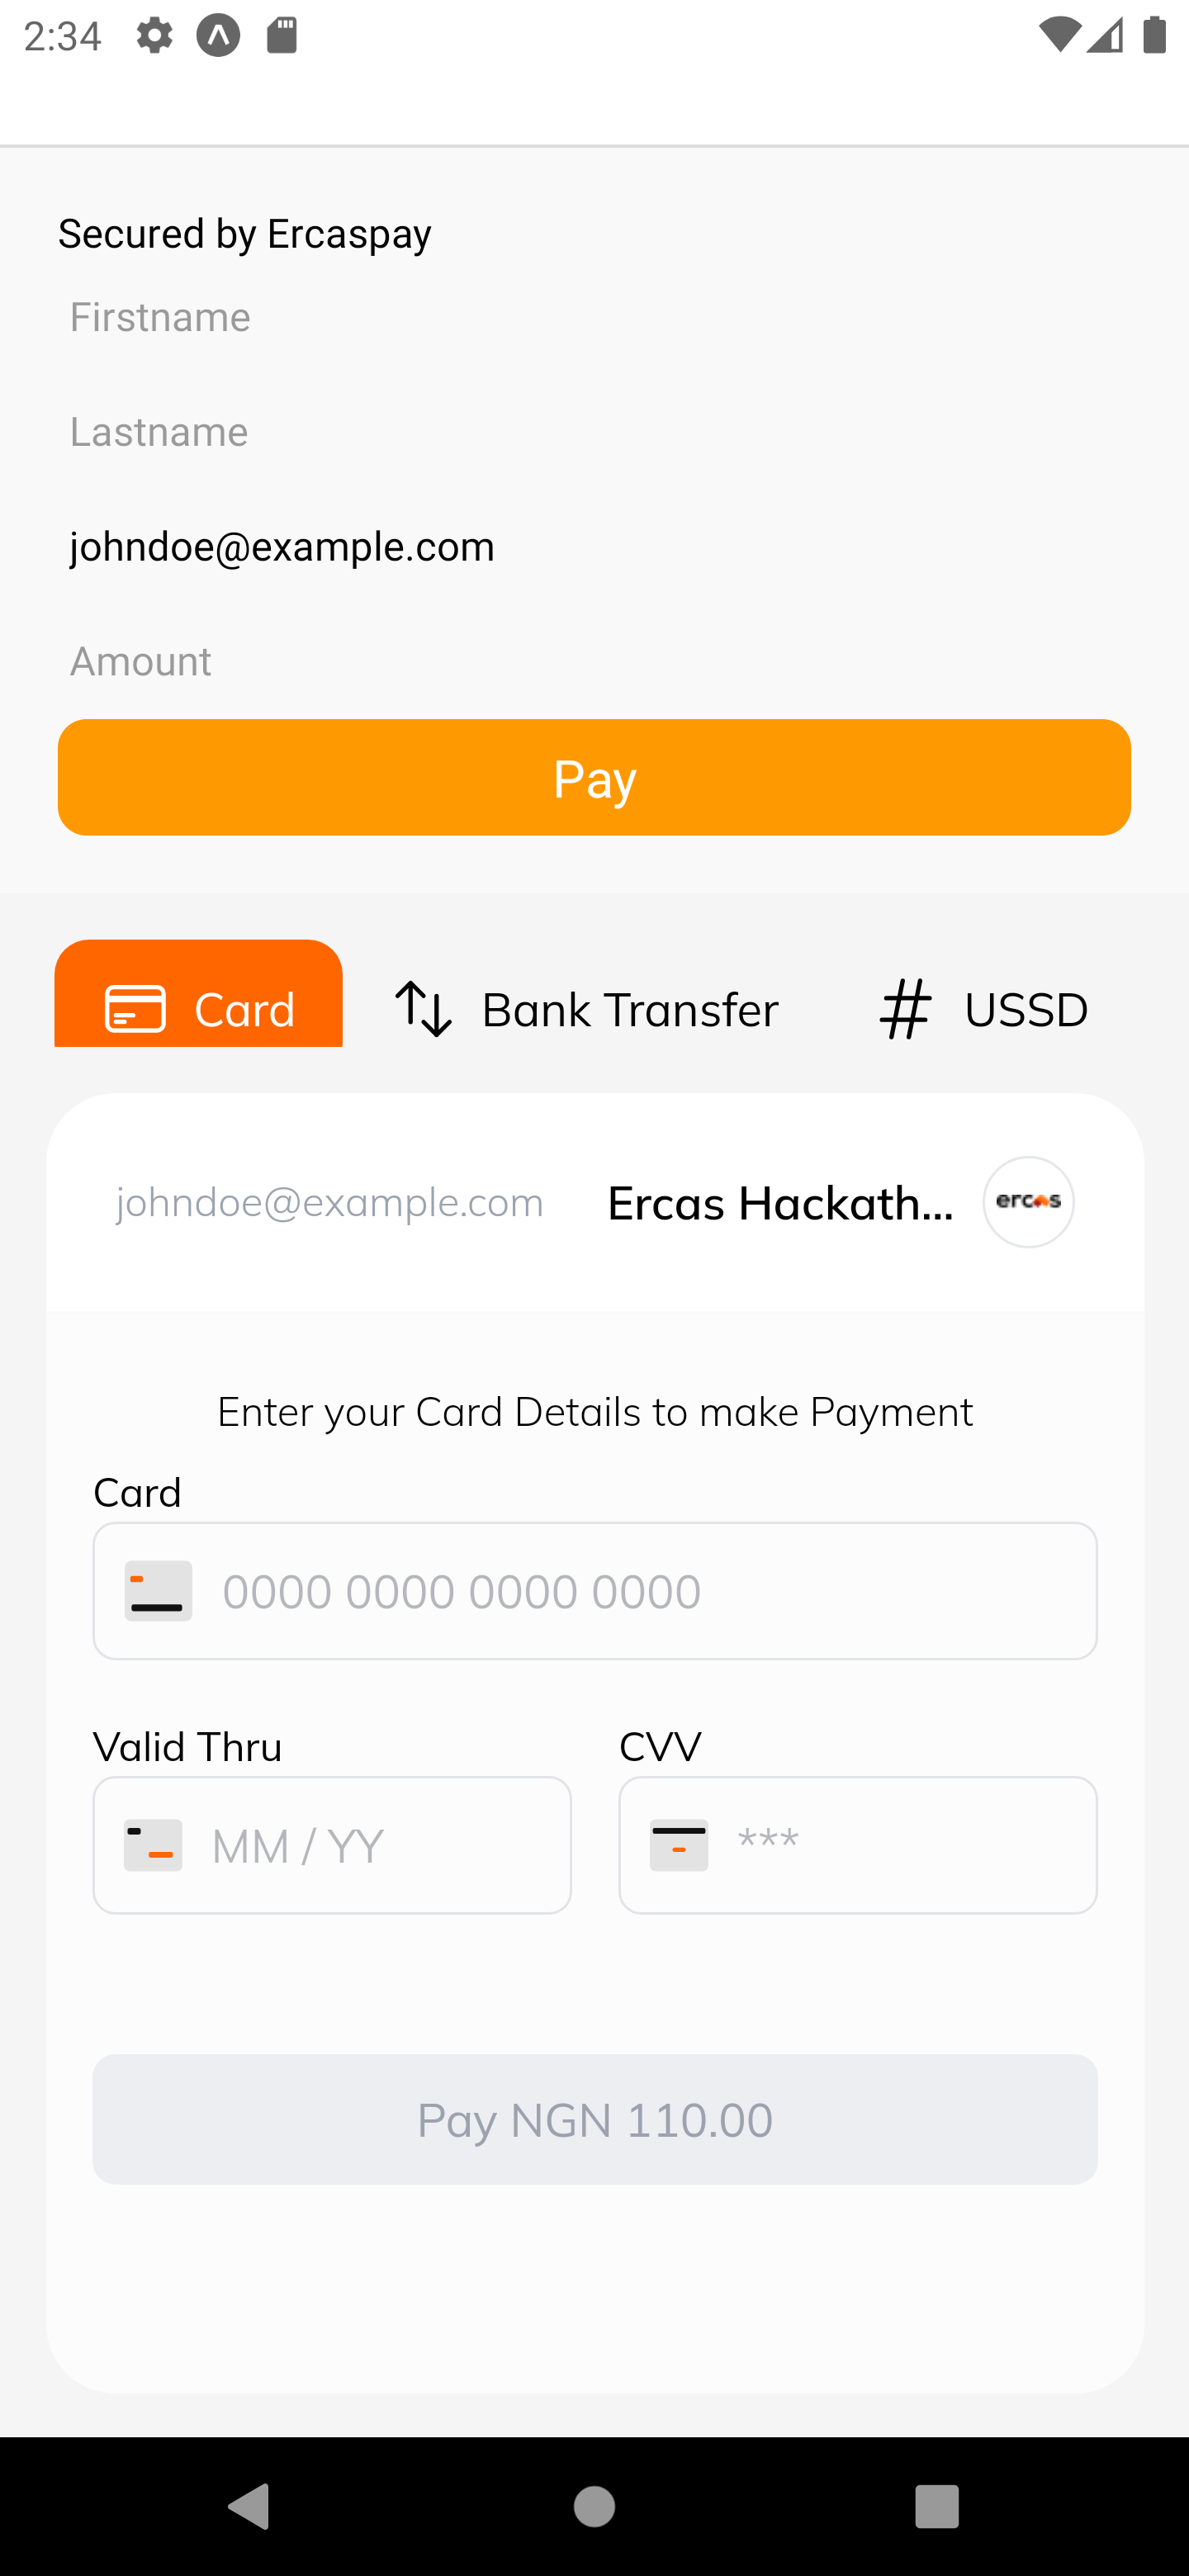 2:34
Secured by Ercaspay
Firstname
Lastname
johndoe@example.com
Amount
Pay
Card Bank Transfer # USSD
johndoe@example.com Ercas Hackath... ercas
Enter your Card Details to make Payment
Card
0000 0000 0000 0000
Valid Thru CVV
MM / YY ***
Pay NGN 110.00